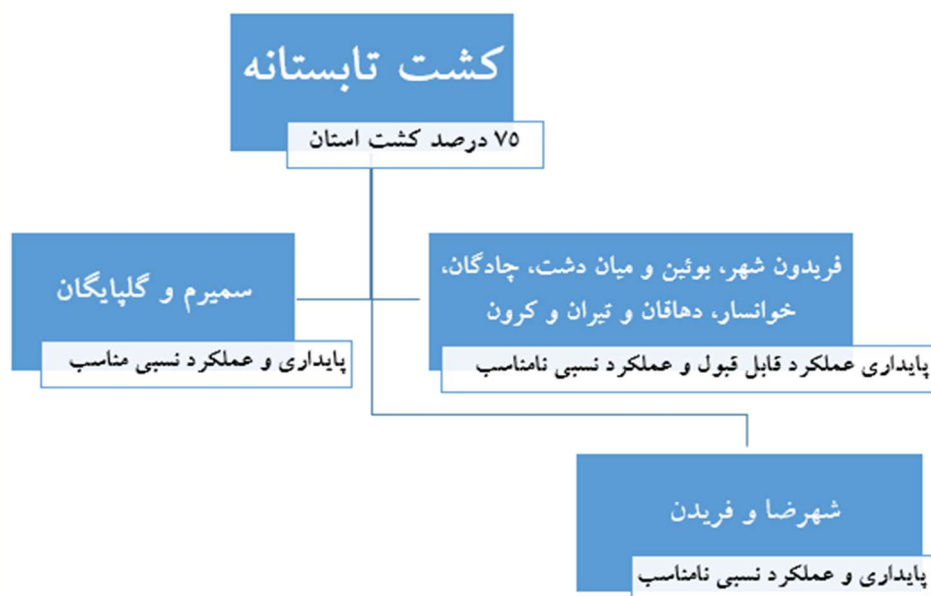 کشت تابستانه
۷۵ درصد کشت استان
فریدون شهر، بوئین و میان دشت، چادگان،
خوانسار، دهاقان و تیران و کرون
پایداری عملکرد قابل قبول و عملکرد نسبی نامناسب
سمیرم و گلپایگان
پایداری و عملکرد نسبی مناسب
شهرضا و فریدن
پایداری و عملکرد نسبی نامناسب